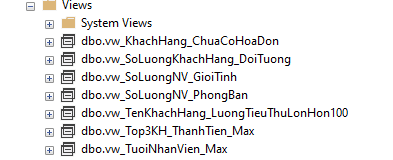 Views
System Views
dbo.vw_KhachHang_ChuaCoHoaDon
dbo.vw_SoLuongKhachHang_DoiTuong
dbo.vw_SoLuongNV_GioiTinh
dbo.vw_SoLuongNV_PhongBan
dbo.vw_TenKhachHang_LuongTieuThuLonHon100
dbo.vw_Top3KH_ThanhTien_Max
dbo.vw_TuoiNhanVien_Max